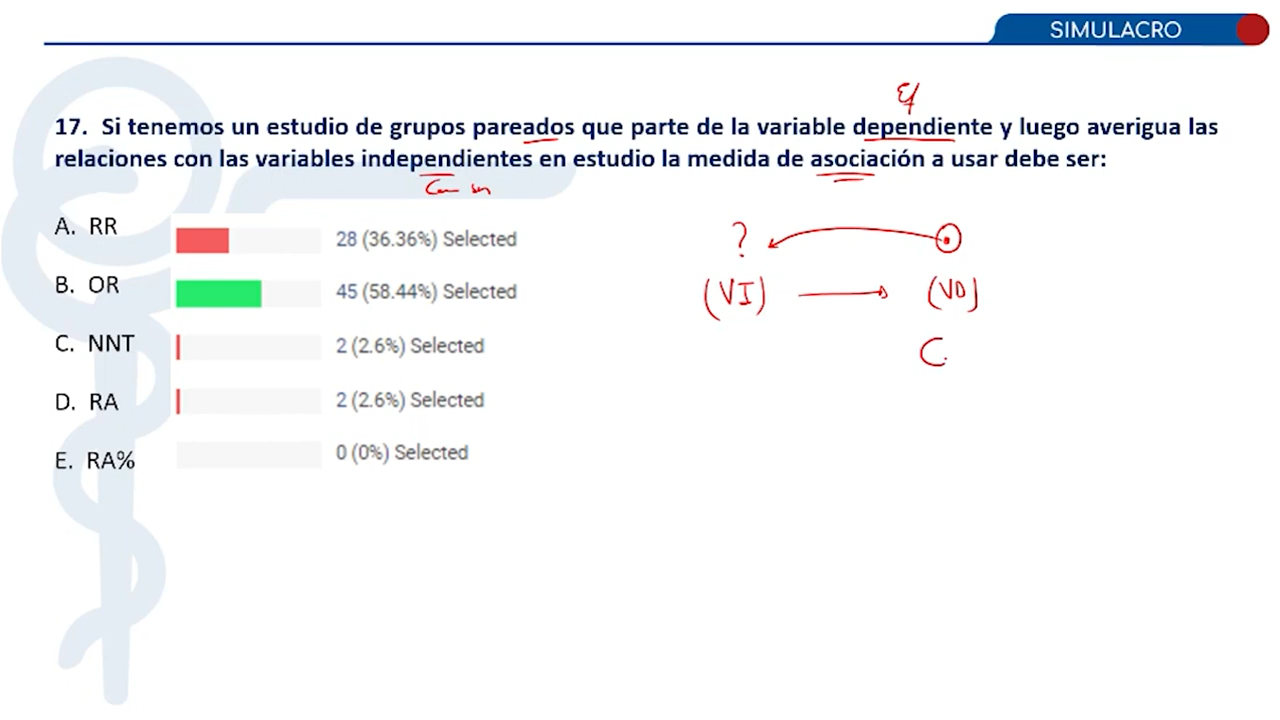 SIMULACRO
Ef
17. Si tenemos un estudio de grupos pareados que parte de la variable dependiente y luego averigua las
relaciones con las variables independientes en estudio la medida de asociación a usar debe ser:
A. RR 28 (36.36%) Selected
?
B. OR 45 (58.44%) Selected
(VI) (VD)
C. NNT 2 (2.6%) Selected
C
D. RA 2 (2.6%) Selected
E. RA% 0 (0%) Selected